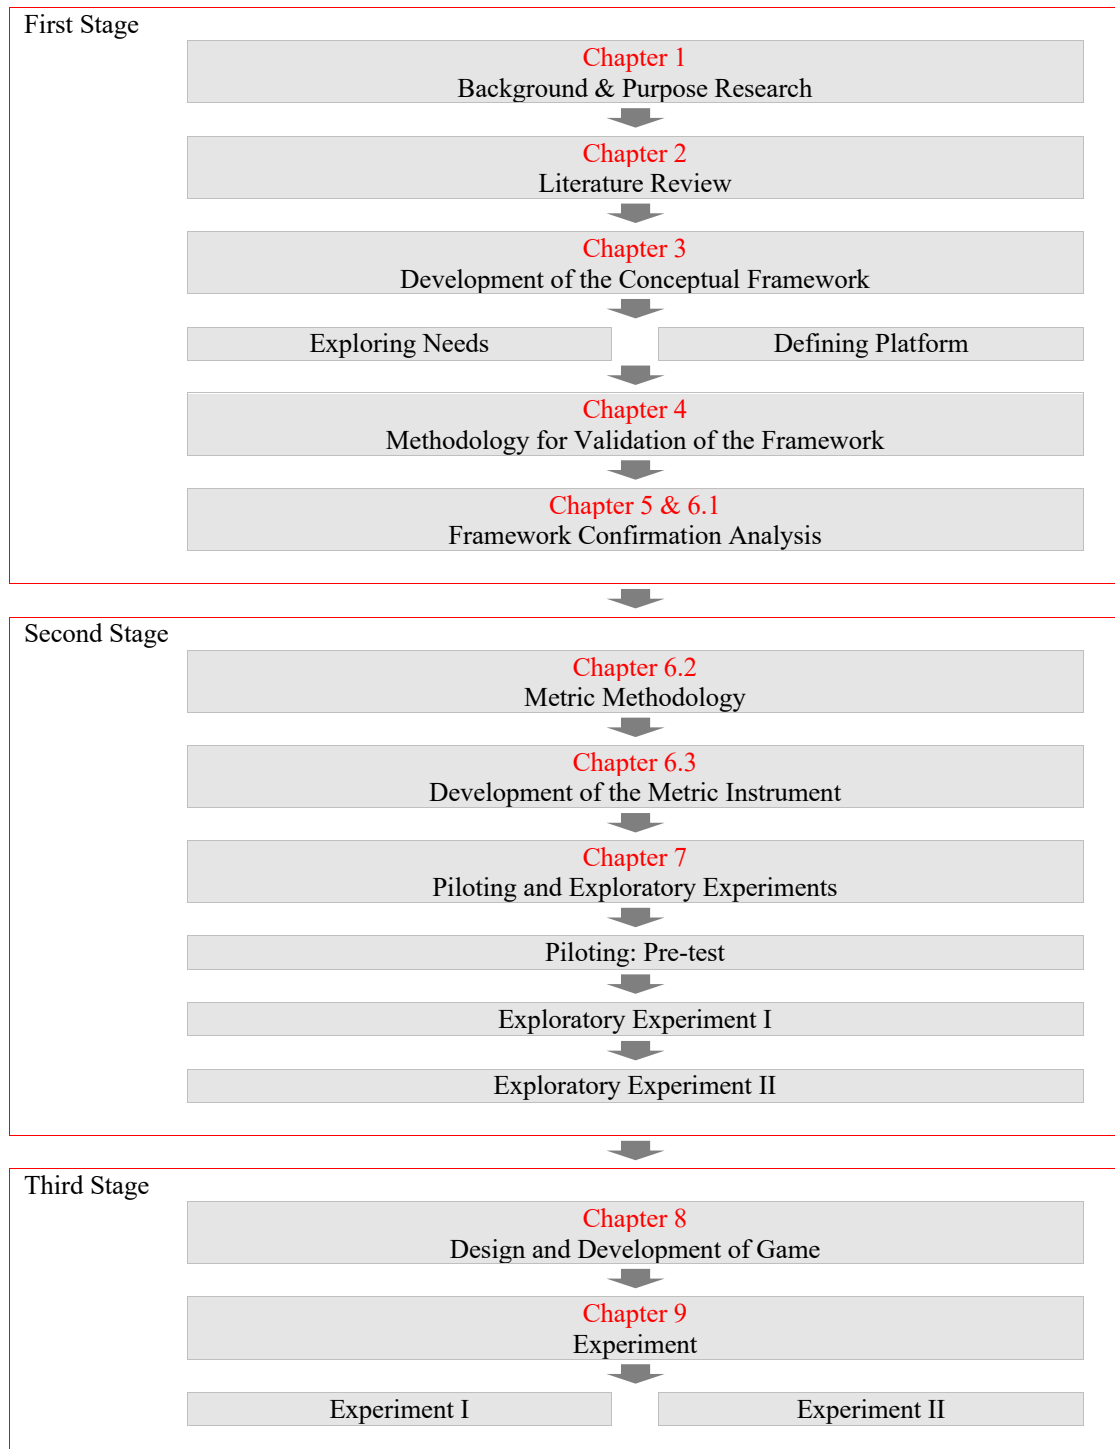 First Stage
Chapter 1
Background & Purpose Research
Chapter 2
Literature Review
Chapter 3
Development of the Conceptual Framework
Exploring Needs
Defining Platform
Chapter 4
Methodology for Validation of the Framework
Chapter 5 & 6.1
Framework Confirmation Analysis
Second Stage
Chapter 6.2
Metric Methodology
Chapter 6.3
Development of the Metric Instrument
Chapter 7
Piloting and Exploratory Experiments
Piloting: Pre-test
Exploratory Experiment I
Exploratory Experiment II
Third Stage
Chapter 8
Design and Development of Game
Chapter 9
Experiment
Experiment I
Experiment II